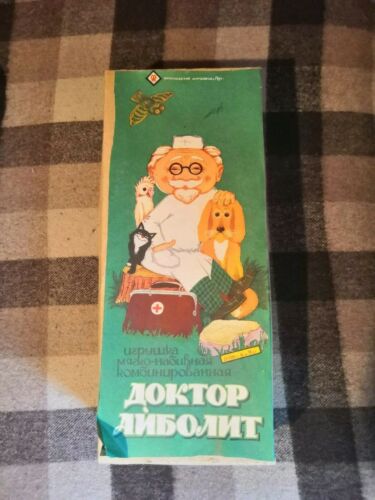 игрушка
мягко-набивная
комбинированная
ДОКТОР
АЙБОЛИТ